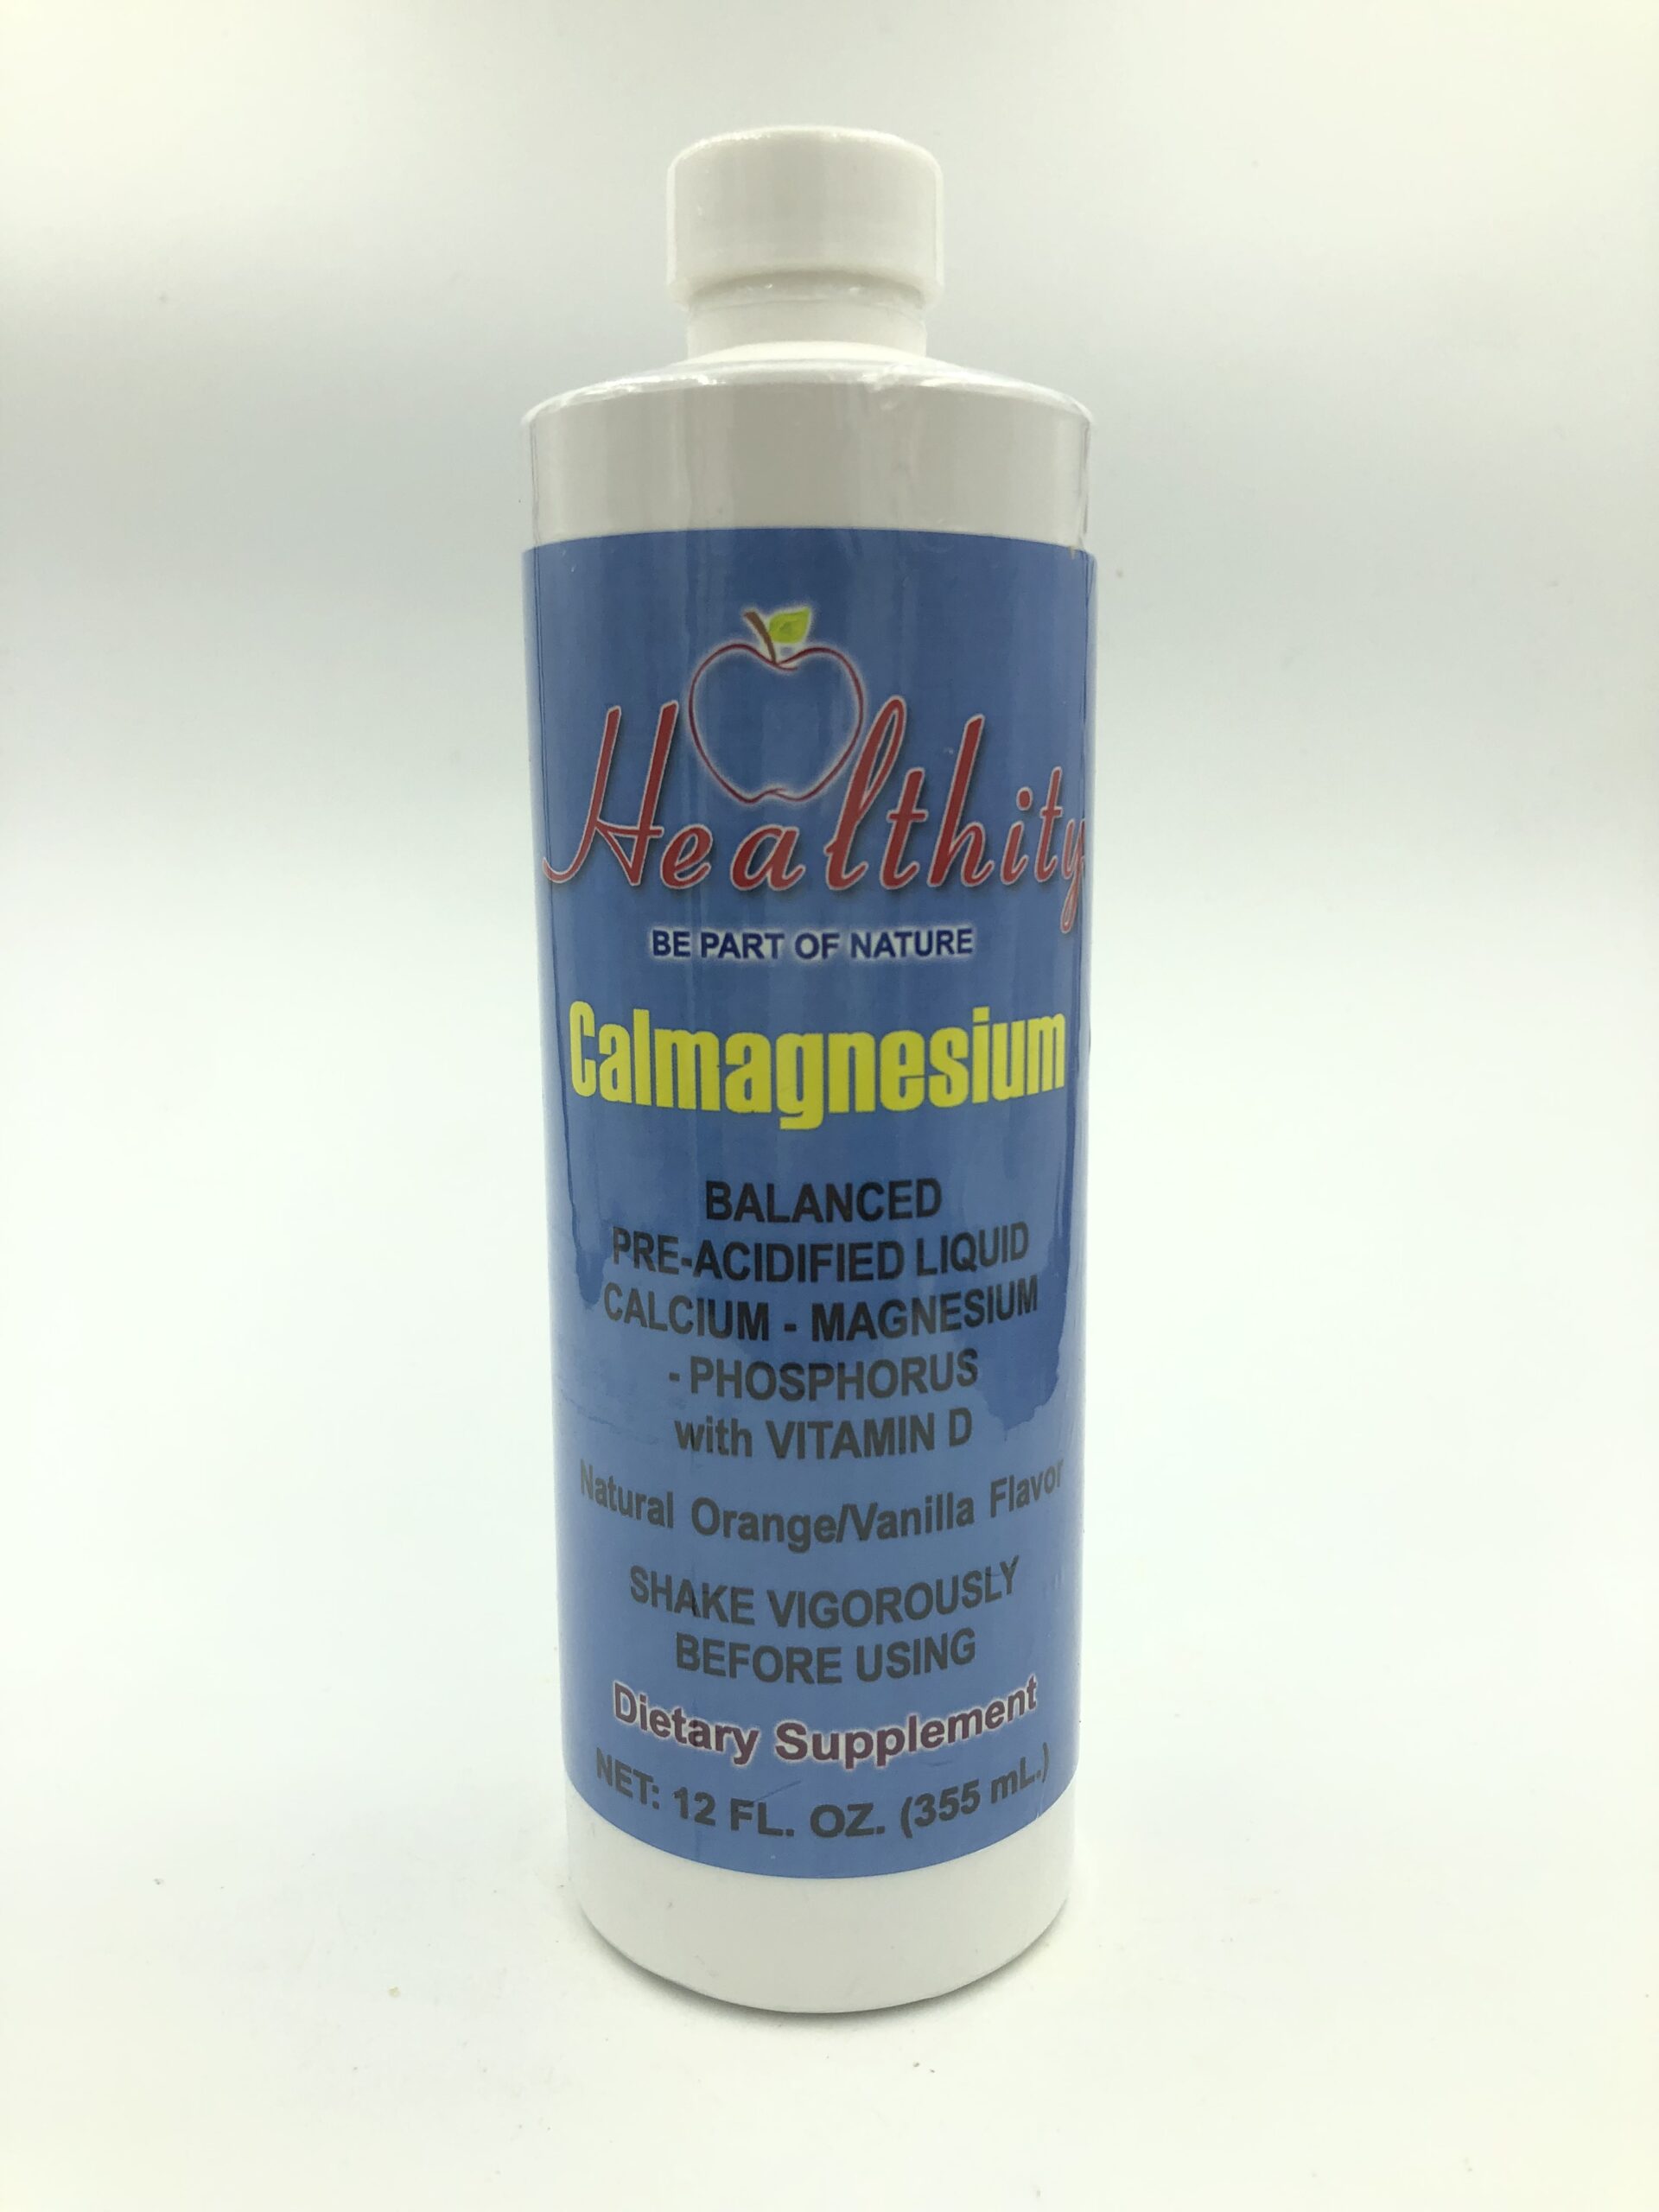 Healthity
BE PART OF NATURE
Calmagnesium
BALANCED
PRE-ACIDIFIED LIQUID
CALCIUM - MAGNESIUM
- PHOSPHORUS
with VITAMIN D
Natural Orange/Vanilla Flavor
SHAKE VIGOROUSLY
BEFORE USING
Dietary Supplement
NET: 12 FL. OZ. (355 mL.)